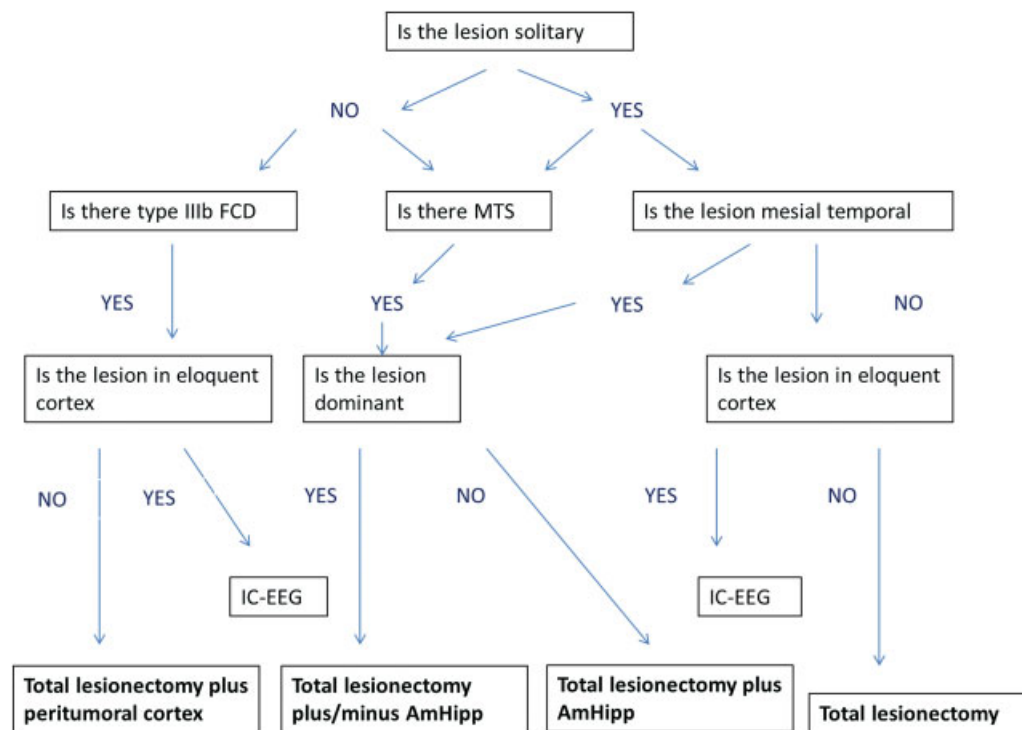 Is the lesion solitary
NO
YES
Is there type IIIb FCD
Is there MTS
Is the lesion mesial temporal
YES
YES
YES
NO
Is the lesion in eloquent
cortex
Is the lesion
dominant
Is the lesion in eloquent
cortex
NO
YES
YES
NO
YES
NO
IC-EEG
IC-EEG
Total lesionectomy plus
peritumoral cortex
Total lesionectomy
plus/minus AmHipp
Total lesionectomy plus
AmHipp
Total lesionectomy